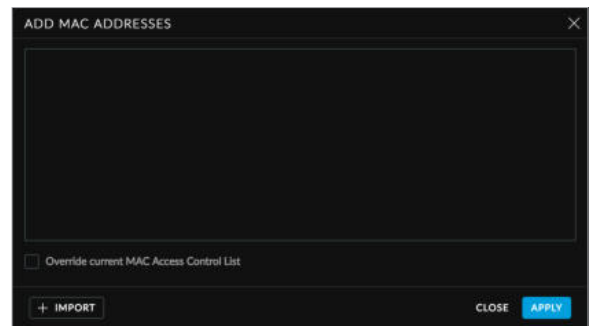 ADD MAC ADDRESSES
Override current MAC Access Control List
+ IMPORT CLOSE APPLY